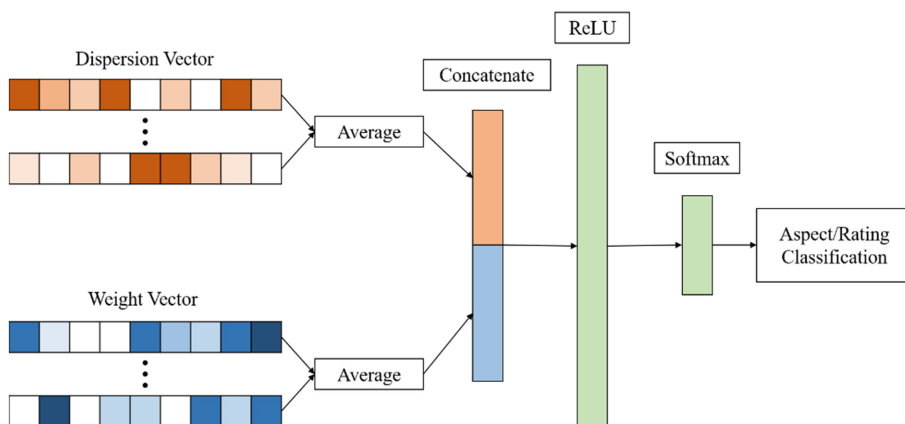 ReLU
Dispersion Vector
Concatenate
Average
Softmax
Aspect/Rating
Classification
Weight Vector
Average